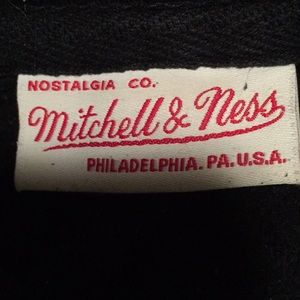 NOSTALGIA CO.
Mitchell & Ness
PHILADELPHIA. PA. U.S.A.